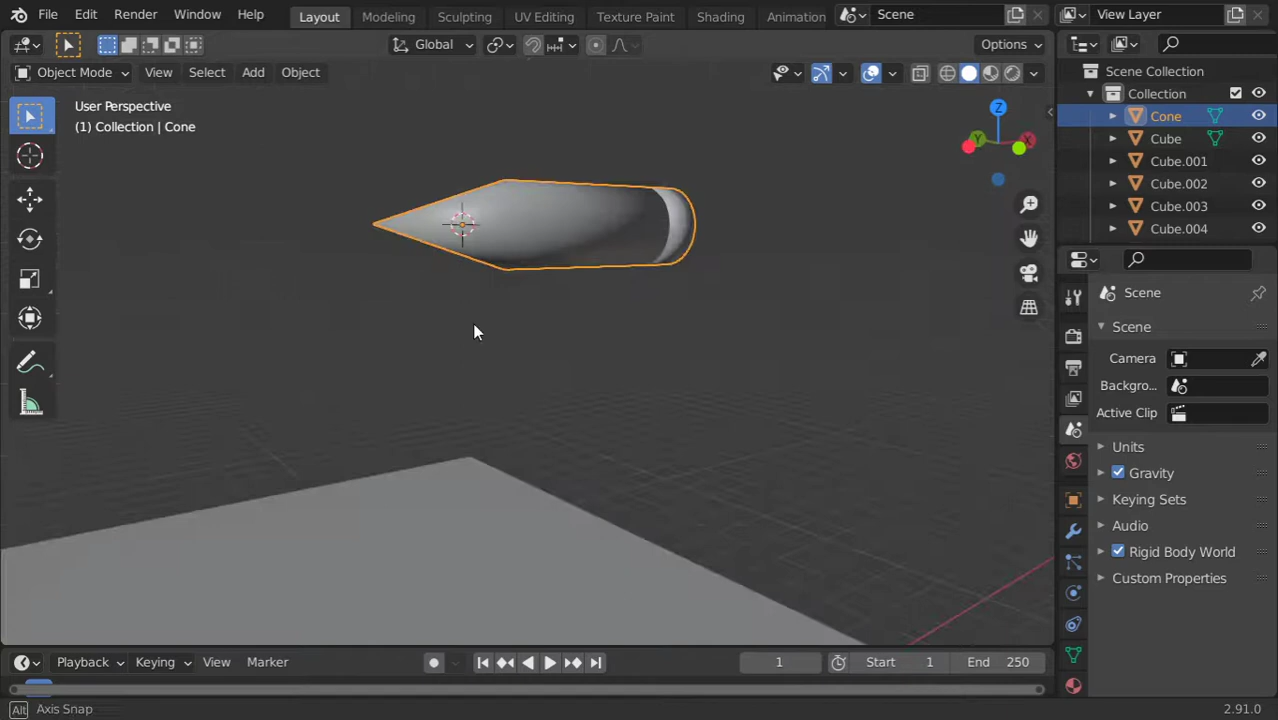 File Edit Render Window Help Layout Modeling Sculpting UV Editing Texture Paint Shading Animation Scene View Layer
Global Options
Object Mode View Select Add Object
Scene Collection
Collection
Cone
Cube
Cube.001
Cube.002
Cube.003
Cube.004
User Perspective
(1) Collection | Cone
Z
Y
X
Scene
Scene
Camera
Backgro...
Active Clip
Units
Gravity
Keying Sets
Audio
Rigid Body World
Custom Properties
Playback Keying View Marker 1 Start 1 End 250
Alt Axis Snap 2.91.0